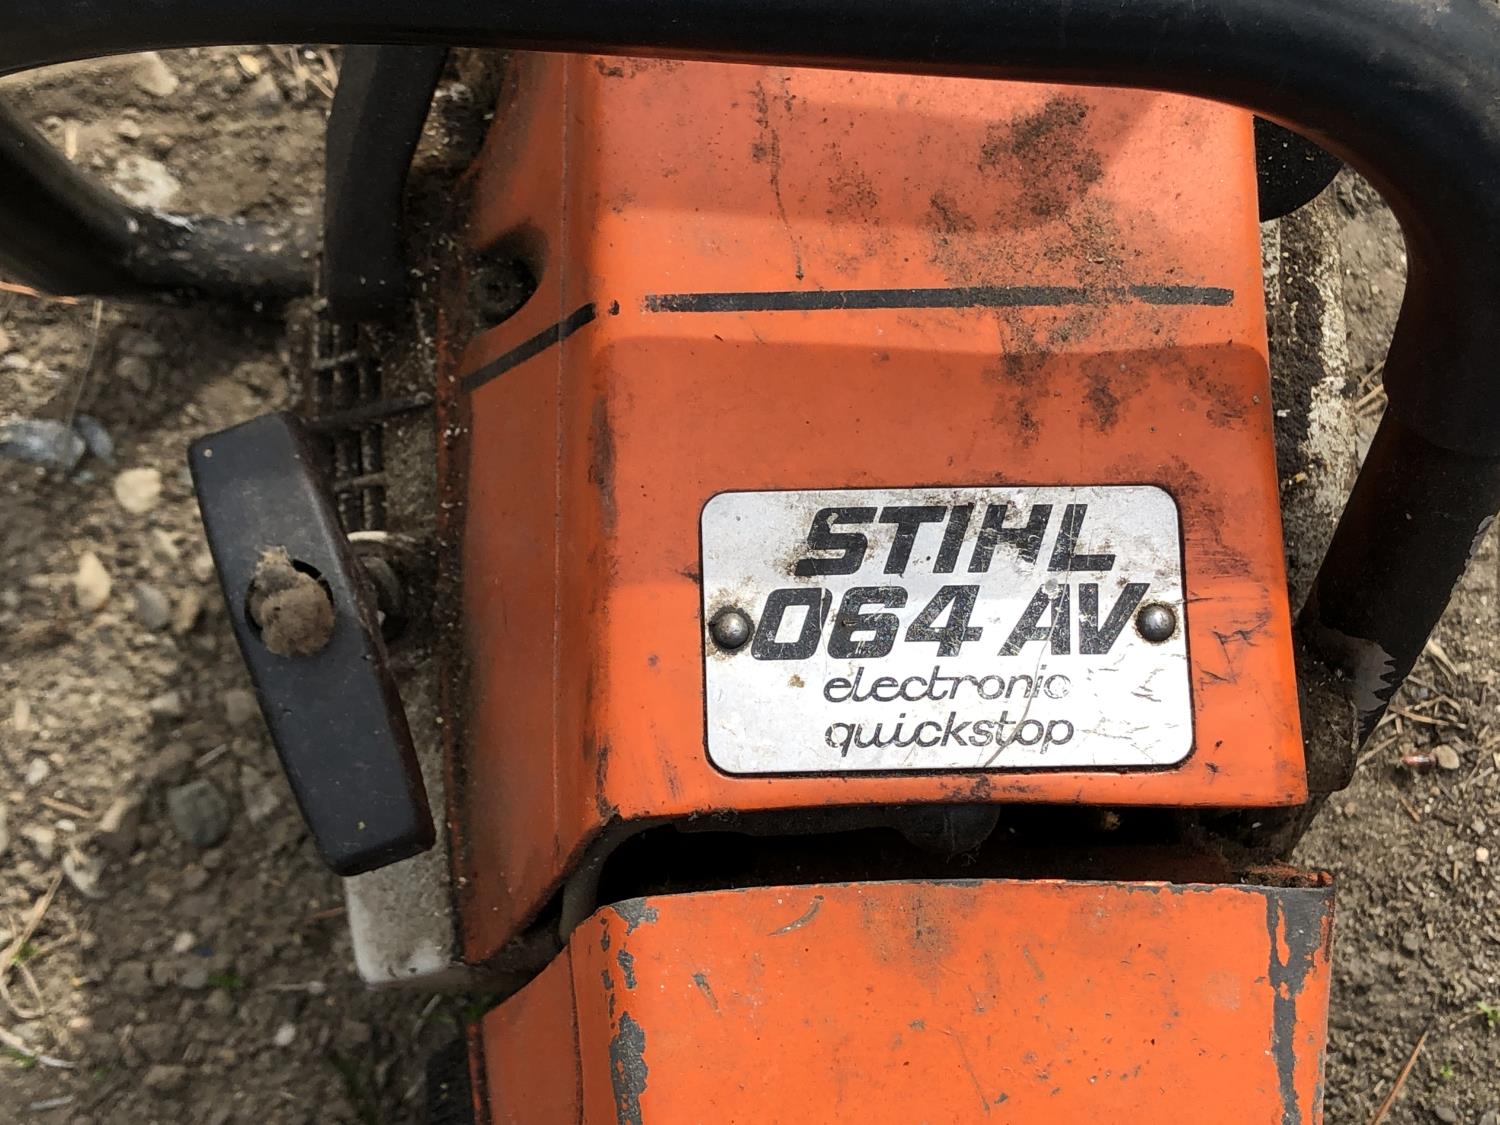 STIHL
064 AV
electronic
quickstop